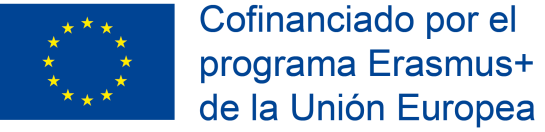 Cofinanciado por el
programa Erasmus+
de la Unión Europea